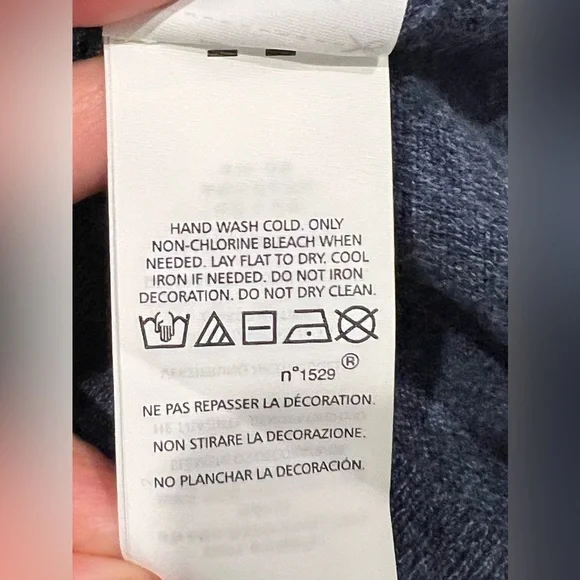 HAND WASH COLD. ONLY
NON-CHLORINE BLEACH WHEN
NEEDED. LAY FLAT TO DRY. COOL
IRON IF NEEDED. DO NOT IRON
DECORATION. DO NOT DRY CLEAN.
n°1529 ®
NE PAS REPASSER LA DÉCORATION.
NON STIRARE LA DECORAZIONE.
NO PLANCHAR LA DECORACIÓN.